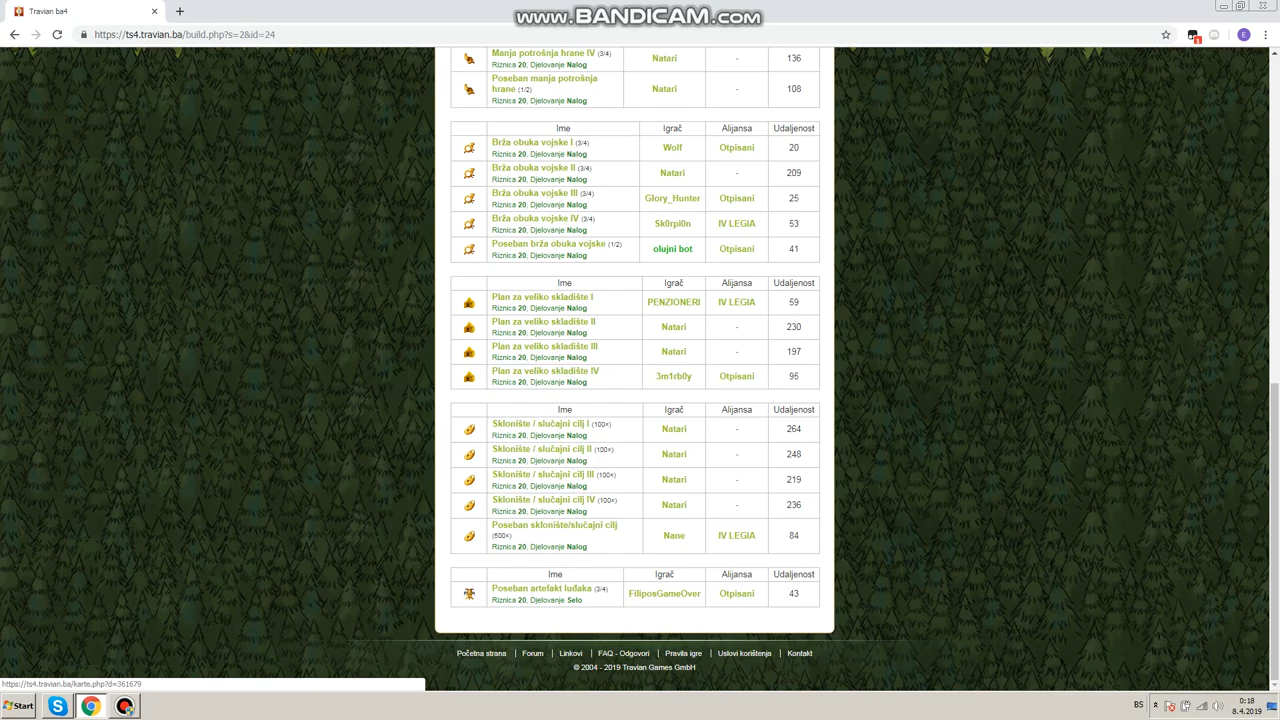 Travian ba4
WWW.BANDICAM.COM
https://ts4.travian.ba/build.php?s=2&id=24
1
E
Manja potrošnja hrane IV (3/4)
Riznica 20, Djelovanje Nalog
Natari - 136
Poseban manja potrošnja
hrane (1/2)
Riznica 20, Djelovanje Nalog
Natari - 108
Ime Igrač Alijansa Udaljenost
Brža obuka vojske I (3/4)
Riznica 20, Djelovanje Nalog
Wolf Otpisani 20
Brža obuka vojske II (3/4)
Riznica 20, Djelovanje Nalog
Natari - 209
Brža obuka vojske III (3/4)
Riznica 20, Djelovanje Nalog
Glory_Hunter Otpisani 25
Brža obuka vojske IV (3/4)
Riznica 20, Djelovanje Nalog
Sk0rpi0n IV LEGIA 53
Poseban brža obuka vojske (1/2)
Riznica 20, Djelovanje Nalog
olujni bot Otpisani 41
Ime Igrač Alijansa Udaljenost
Plan za veliko skladište I
Riznica 20, Djelovanje Nalog
PENZIONERI IV LEGIA 59
Plan za veliko skladište II
Riznica 20, Djelovanje Nalog
Natari - 230
Plan za veliko skladište III
Riznica 20, Djelovanje Nalog
Natari - 197
Plan za veliko skladište IV
Riznica 20, Djelovanje Nalog
3m1rb0y Otpisani 95
Ime Igrač Alijansa Udaljenost
Sklonište / slučajni cilj I (100×)
Riznica 20, Djelovanje Nalog
Natari - 264
Sklonište / slučajni cilj II (100×)
Riznica 20, Djelovanje Nalog
Natari - 248
Sklonište / slučajni cilj III (100×)
Riznica 20, Djelovanje Nalog
Natari - 219
Sklonište / slučajni cilj IV (100×)
Riznica 20, Djelovanje Nalog
Natari - 236
Poseban sklonište/slučajni cilj
(500×)
Riznica 20, Djelovanje Nalog
Nane IV LEGIA 84
Ime Igrač Alijansa Udaljenost
Poseban artefakt luđaka (3/4)
Riznica 20, Djelovanje Selo
FiliposGameOver Otpisani 43
Početna strana | Forum | Linkovi | FAQ - Odgovori | Pravila igre | Uslovi korištenja | Kontakt
© 2004 - 2019 Travian Games GmbH
https://ts4.travian.ba/karte.php?d=361679
Start
BS
0:18
8.4.2019